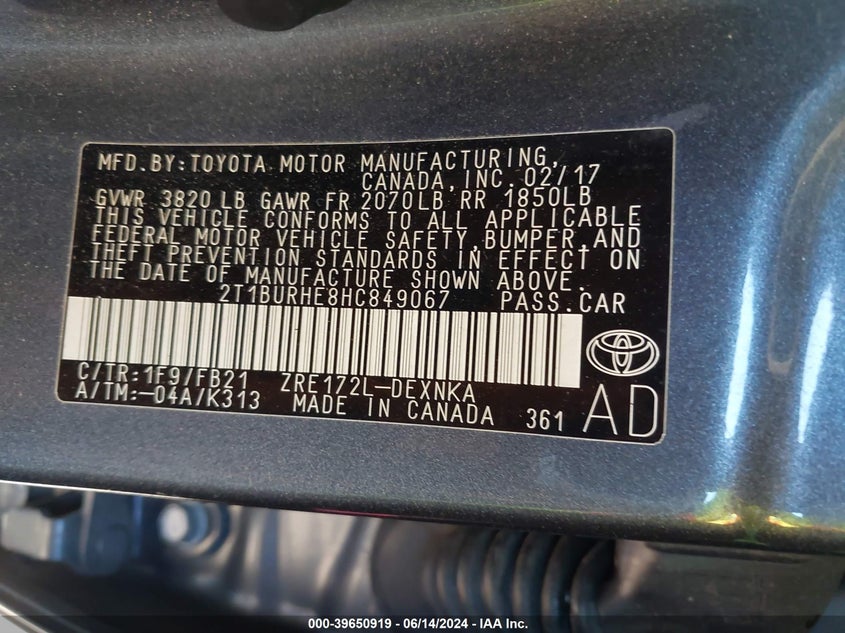 MFD. BY: TOYOTA MOTOR MANUFACTURING,
CANADA, INC. 02/17
GVWR 3820 LB GAWR FR 2070LB RR 1850LB
THIS VEHICLE CONFORMS TO ALL APPLICABLE
FEDERAL MOTOR VEHICLE SAFETY, BUMPER, AND
THEFT PREVENTION STANDARDS IN EFFECT ON
THE DATE OF MANUFACTURE SHOWN ABOVE.
2T1BURHE8HC849067 PASS. CAR
C/TR: 1F9/FB21 ZRE172L-DEXNKA
A/TM: -04A/K313 MADE IN CANADA 361 AD
000-39650919 - 06/14/2024 - IAA Inc.